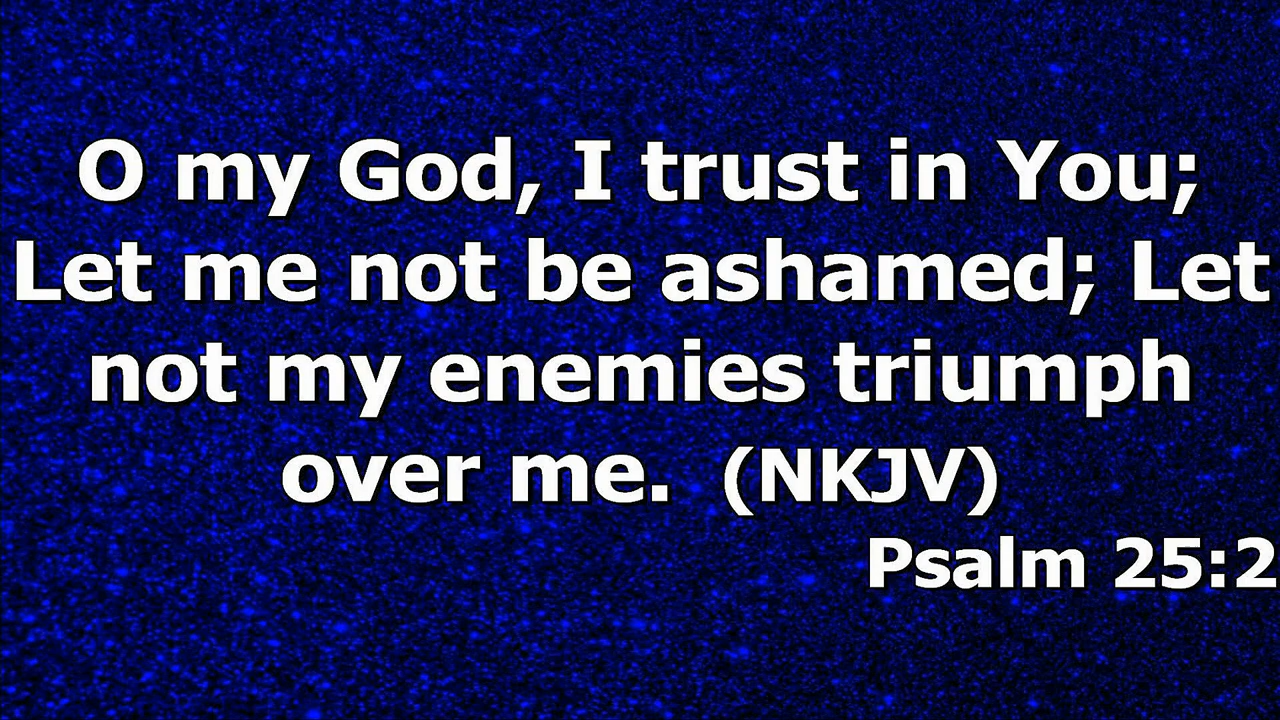 O my God, I trust in You;
Let me not be ashamed; Let
not my enemies triumph
over me.  (NKJV)
Psalm 25:2